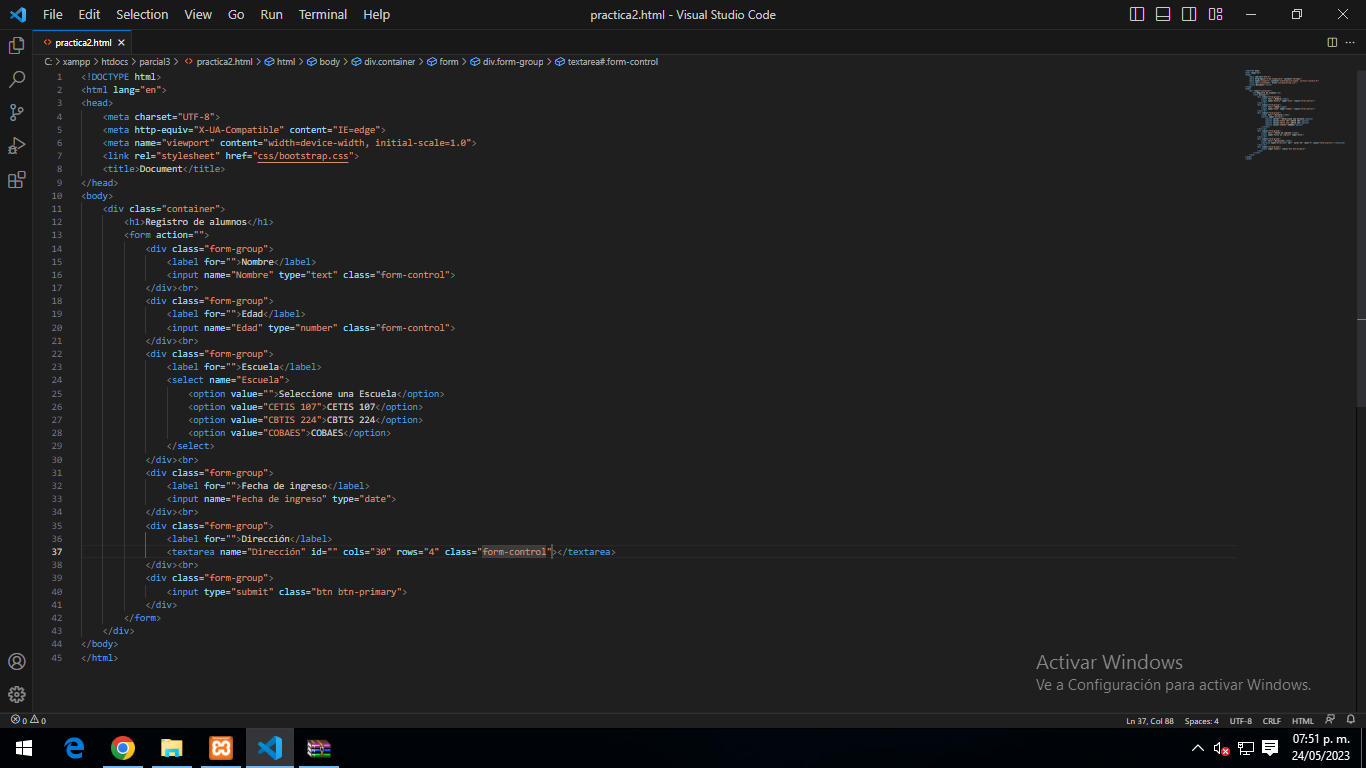 File Edit Selection View Go Run Terminal Help practica2.html - Visual Studio Code
practica2.html
C: > xampp > htdocs > parcial3 > practica2.html > html > body > div.container > form > div.form-group > textarea#.form-control
1 <!DOCTYPE html>
2 <html lang="en">
3 <head>
4 <meta charset="UTF-8">
5 <meta http-equiv="X-UA-Compatible" content="IE=edge">
6 <meta name="viewport" content="width=device-width, initial-scale=1.0">
7 <link rel="stylesheet" href="css/bootstrap.css">
8 <title>Document</title>
9 </head>
10 <body>
11 <div class="container">
12 <h1>Registro de alumnos</h1>
13 <form action="">
14 <div class="form-group">
15 <label for="">Nombre</label>
16 <input name="Nombre" type="text" class="form-control">
17 </div><br>
18 <div class="form-group">
19 <label for="">Edad</label>
20 <input name="Edad" type="number" class="form-control">
21 </div><br>
22 <div class="form-group">
23 <label for="">Escuela</label>
24 <select name="Escuela">
25 <option value="">Seleccione una Escuela</option>
26 <option value="CETIS 107">CETIS 107</option>
27 <option value="CBTIS 224">CBTIS 224</option>
28 <option value="COBAES">COBAES</option>
29 </select>
30 </div><br>
31 <div class="form-group">
32 <label for="">Fecha de ingreso</label>
33 <input name="Fecha de ingreso" type="date">
34 </div><br>
35 <div class="form-group">
36 <label for="">Dirección</label>
37 <textarea name="Dirección" id="" cols="30" rows="4" class="form-control"></textarea>
38 </div><br>
39 <div class="form-group">
40 <input type="submit" class="btn btn-primary">
41 </div>
42 </form>
43 </div>
44 </body>
45 </html>
Activar Windows
Ve a Configuración para activar Windows.
0 0 Ln 37, Col 88 Spaces: 4 UTF-8 CRLF HTML
07:51 p. m.
24/05/2023